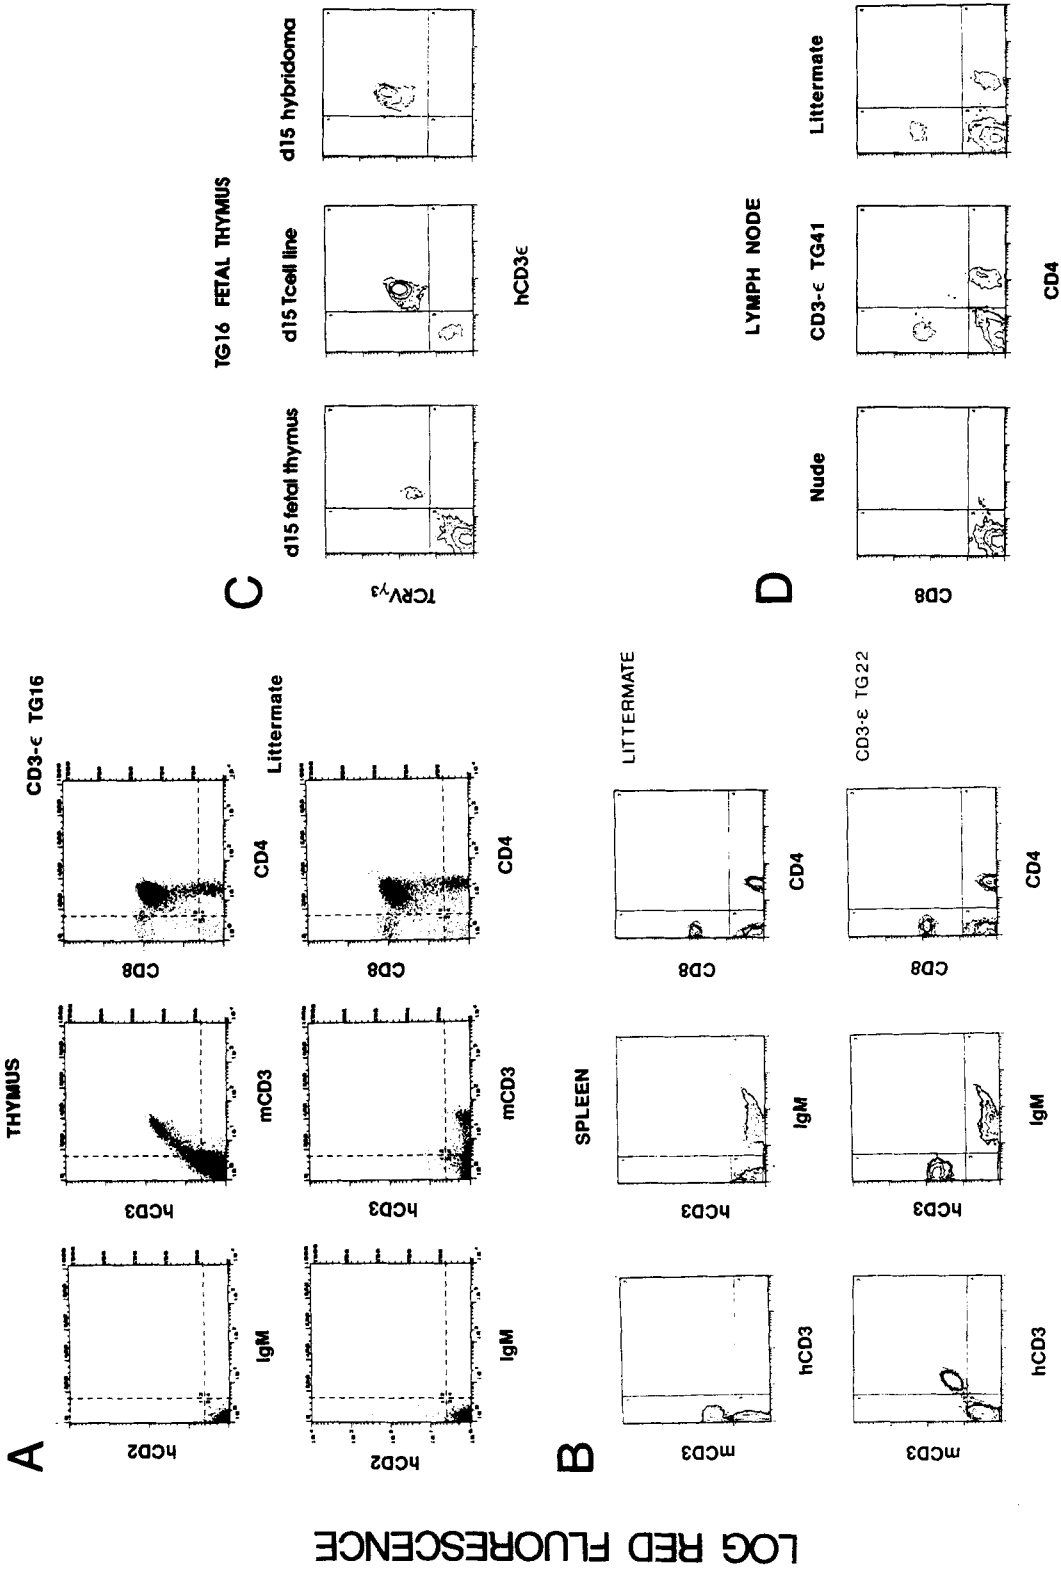 LOG RED FLUORESCENCE
A
THYMUS
CD3-ϵ TG16
hCD2
IgM
hCD3
mCD3
CD8
CD4
Littermate
hCD2
IgM
hCD3
mCD3
CD8
CD4
B
SPLEEN
LITTERMATE
mCD3
hCD3
hCD3
IgM
CD8
CD4
CD3-ε TG22
mCD3
hCD3
hCD3
IgM
CD8
CD4
C
TG16 FETAL THYMUS
d15 fetal thymus
d15 Tcell line
d15 hybridoma
TCRVγ3
hCD3ϵ
D
LYMPH NODE
Nude
CD3-ϵ TG41
Littermate
CD8
CD4